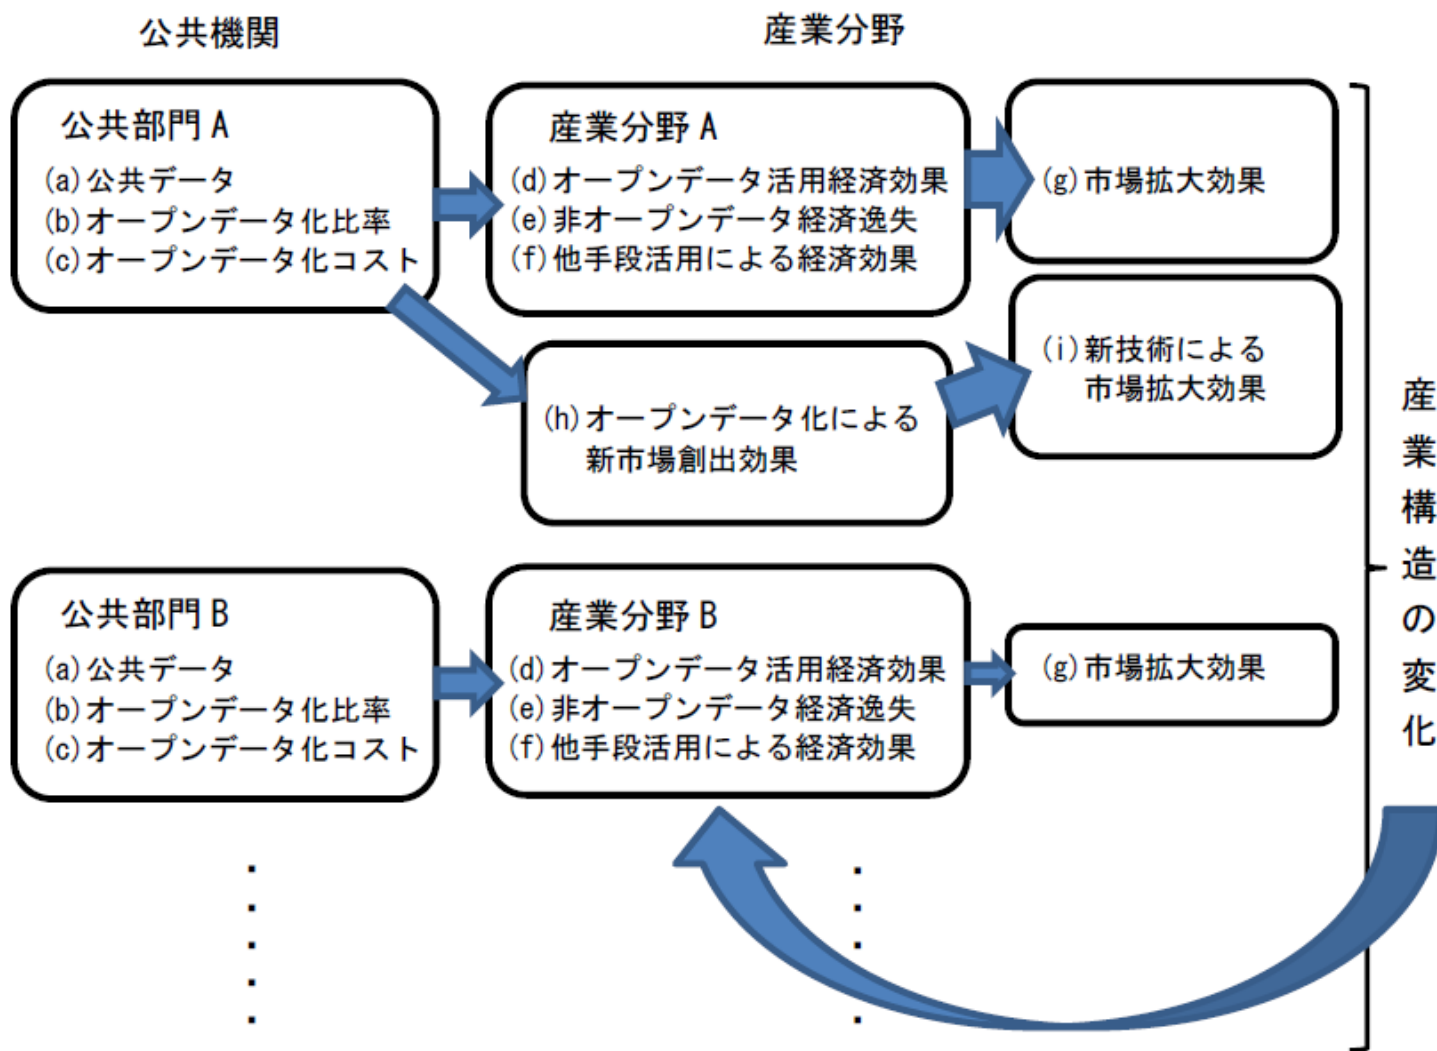 公共機関
産業分野
公共部門 A
(a)公共データ
(b)オープンデータ化比率
(c)オープンデータ化コスト
産業分野 A
(d)オープンデータ活用経済効果
(e)非オープンデータ経済逸失
(f)他手段活用による経済効果
(g)市場拡大効果
(h)オープンデータ化による
新市場創出効果
(i)新技術による
市場拡大効果
公共部門 B
(a)公共データ
(b)オープンデータ化比率
(c)オープンデータ化コスト
産業分野 B
(d)オープンデータ活用経済効果
(e)非オープンデータ経済逸失
(f)他手段活用による経済効果
(g)市場拡大効果
産業構造の変化